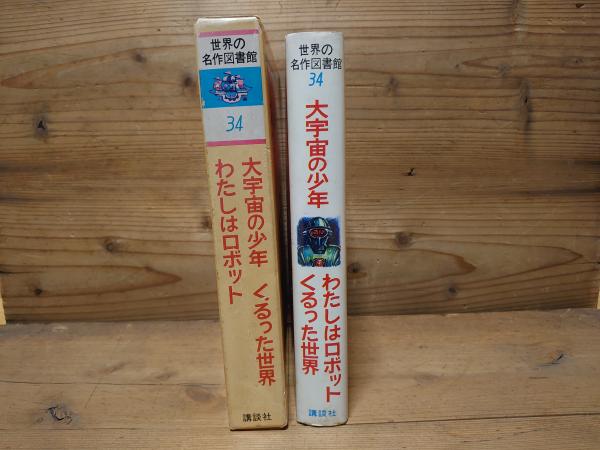 世界の
名作図書館
34
大宇宙の少年　くるった世界
わたしはロボット
講談社
世界の
名作図書館
34
大宇宙の少年
わたしはロボット
くるった世界
講談社